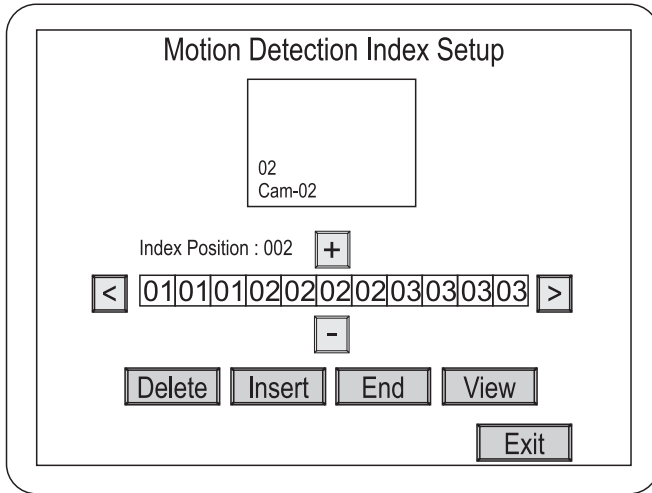 Motion Detection Index Setup
02
Cam-02
Index Position : 002 +
< 01 01 01 02 02 02 02 03 03 03 03 >
-
Delete Insert End View
Exit